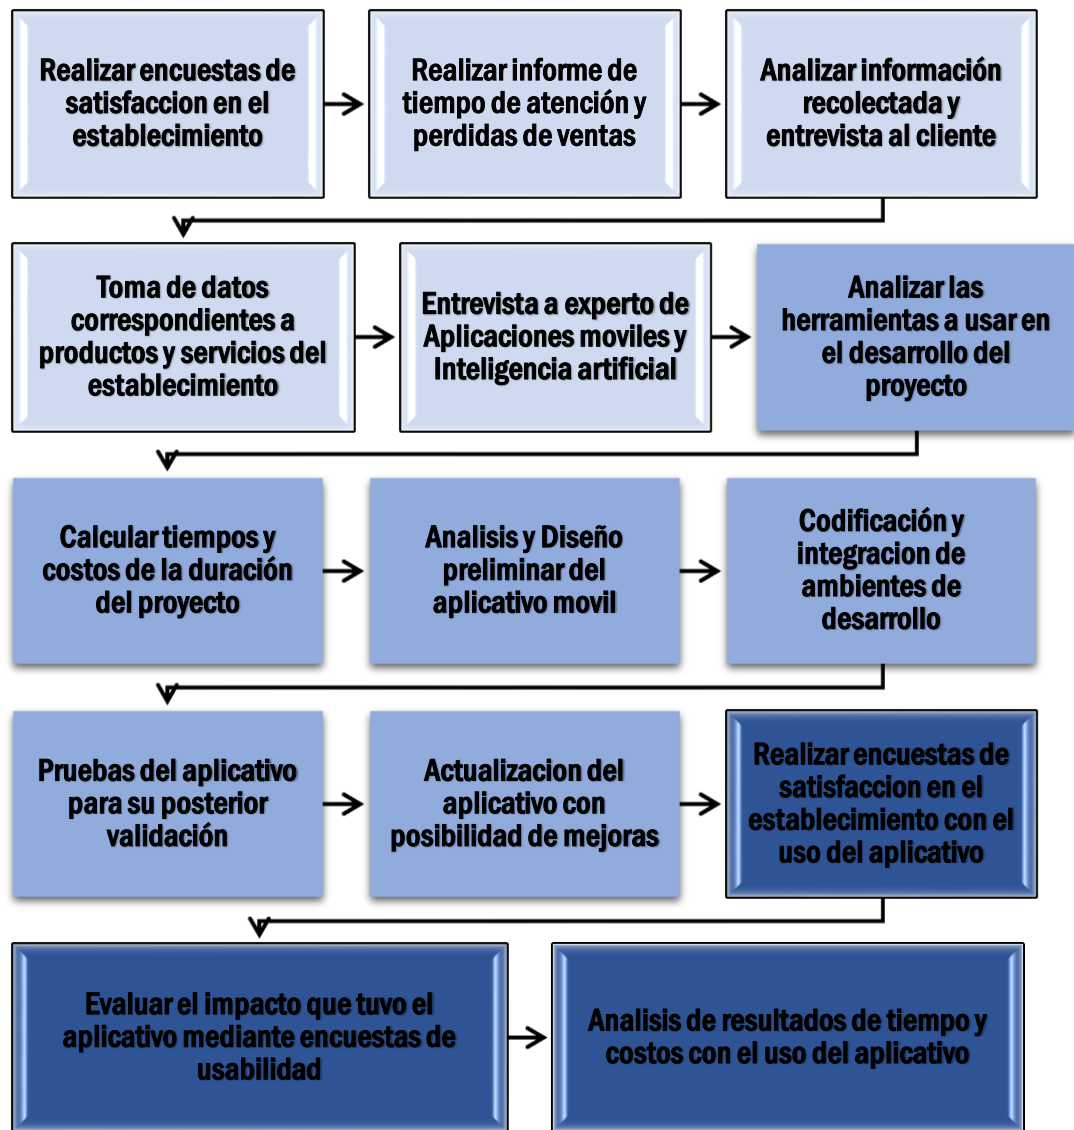 Realizar encuestas de
satisfaccion en el
establecimiento
Realizar informe de
tiempo de atención y
perdidas de ventas
Analizar información
recolectada y
entrevista al cliente
Toma de datos
correspondientes a
productos y servicios del
establecimiento
Entrevista a experto de
Aplicaciones moviles y
Inteligencia artificial
Analizar las
herramientas a usar en
el desarrollo del
proyecto
Calcular tiempos y
costos de la duración
del proyecto
Analisis y Diseño
preliminar del
aplicativo movil
Codificación y
integracion de
ambientes de
desarrollo
Pruebas del aplicativo
para su posterior
validación
Actualizacion del
aplicativo con
posibilidad de mejoras
Realizar encuestas de
satisfaccion en el
establecimiento con el
uso del aplicativo
Evaluar el impacto que tuvo el
aplicativo mediante encuestas de
usabilidad
Analisis de resultados de tiempo y
costos con el uso del aplicativo